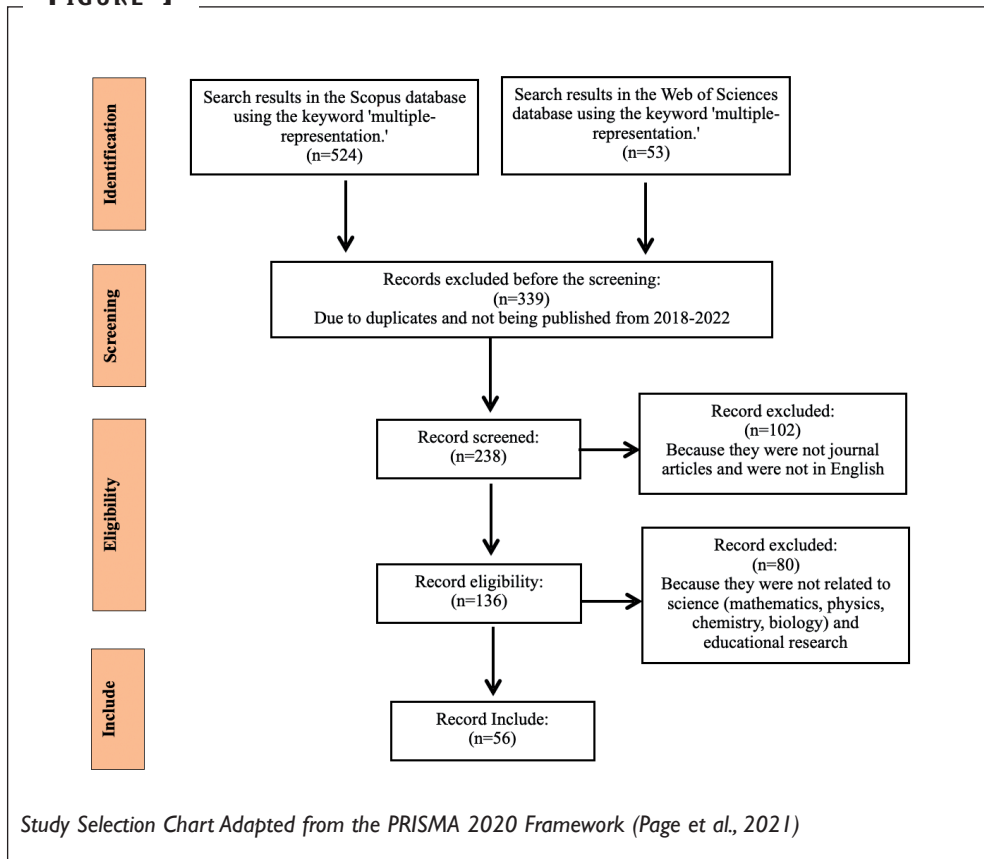 FIGURE 1
Identification
Search results in the Scopus database
using the keyword 'multiple-
representation.'
(n=524)
Search results in the Web of Sciences
database using the keyword 'multiple-
representation.'
(n=53)
Screening
Records excluded before the screening:
(n=339)
Due to duplicates and not being published from 2018-2022
Eligibility
Record screened:
(n=238)
Record excluded:
(n=102)
Because they were not journal
articles and were not in English
Record eligibility:
(n=136)
Record excluded:
(n=80)
Because they were not related to
science (mathematics, physics,
chemistry, biology) and
educational research
Include
Record Include:
(n=56)
Study Selection Chart Adapted from the PRISMA 2020 Framework (Page et al., 2021)